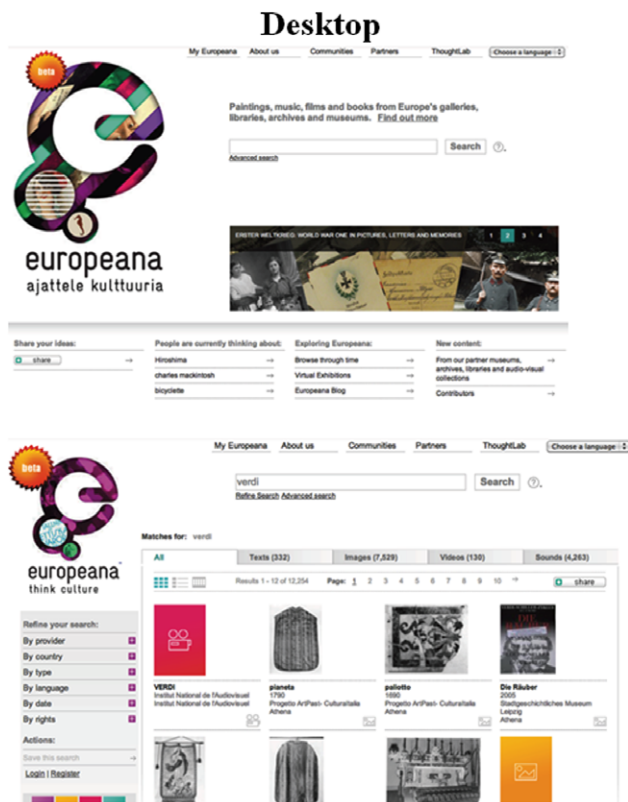 Desktop
beta
My Europeana About us Communities Partners ThoughtLab Choose a language
Paintings, music, films and books from Europe's galleries,
libraries, archives and museums. Find out more
Search ?
Advanced search
ERSTER WELTKRIEG: WORLD WAR ONE IN PICTURES, LETTERS AND MEMORIES 1 2 3 4
europeana
ajattele kulttuuria
Share your ideas: People are currently thinking about: Exploring Europeana: New content:
share Hiroshima Browse through time From our partner museums,
archives, libraries and audio-visual
collections
charles mackintosh Virtual Exhibitions
bicyclette Europeana Blog Contributors
My Europeana About us Communities Partners ThoughtLab Choose a language
beta
verdi Search ?
Refine Search Advanced search
Matches for: verdi
All Texts (332) Images (7,529) Videos (130) Sounds (4,263)
europeana
think culture
Results 1 - 12 of 12,254 Page: 1 2 3 4 5 6 7 8 9 10 share
Refine your search:
By provider
By country
By type
By language
By date
By rights
Actions:
Save this search
Login | Register
DIE
VERDI
Institut National de l'Audiovisuel
Institut National de l'Audiovisuel
pianeta
1790
Progetto ArtPast- CulturaItalia
Athena
paliotto
1690
Progetto ArtPast- CulturaItalia
Athena
Die Räuber
2005
Stadtgeschichtliches Museum
Leipzig
Athena